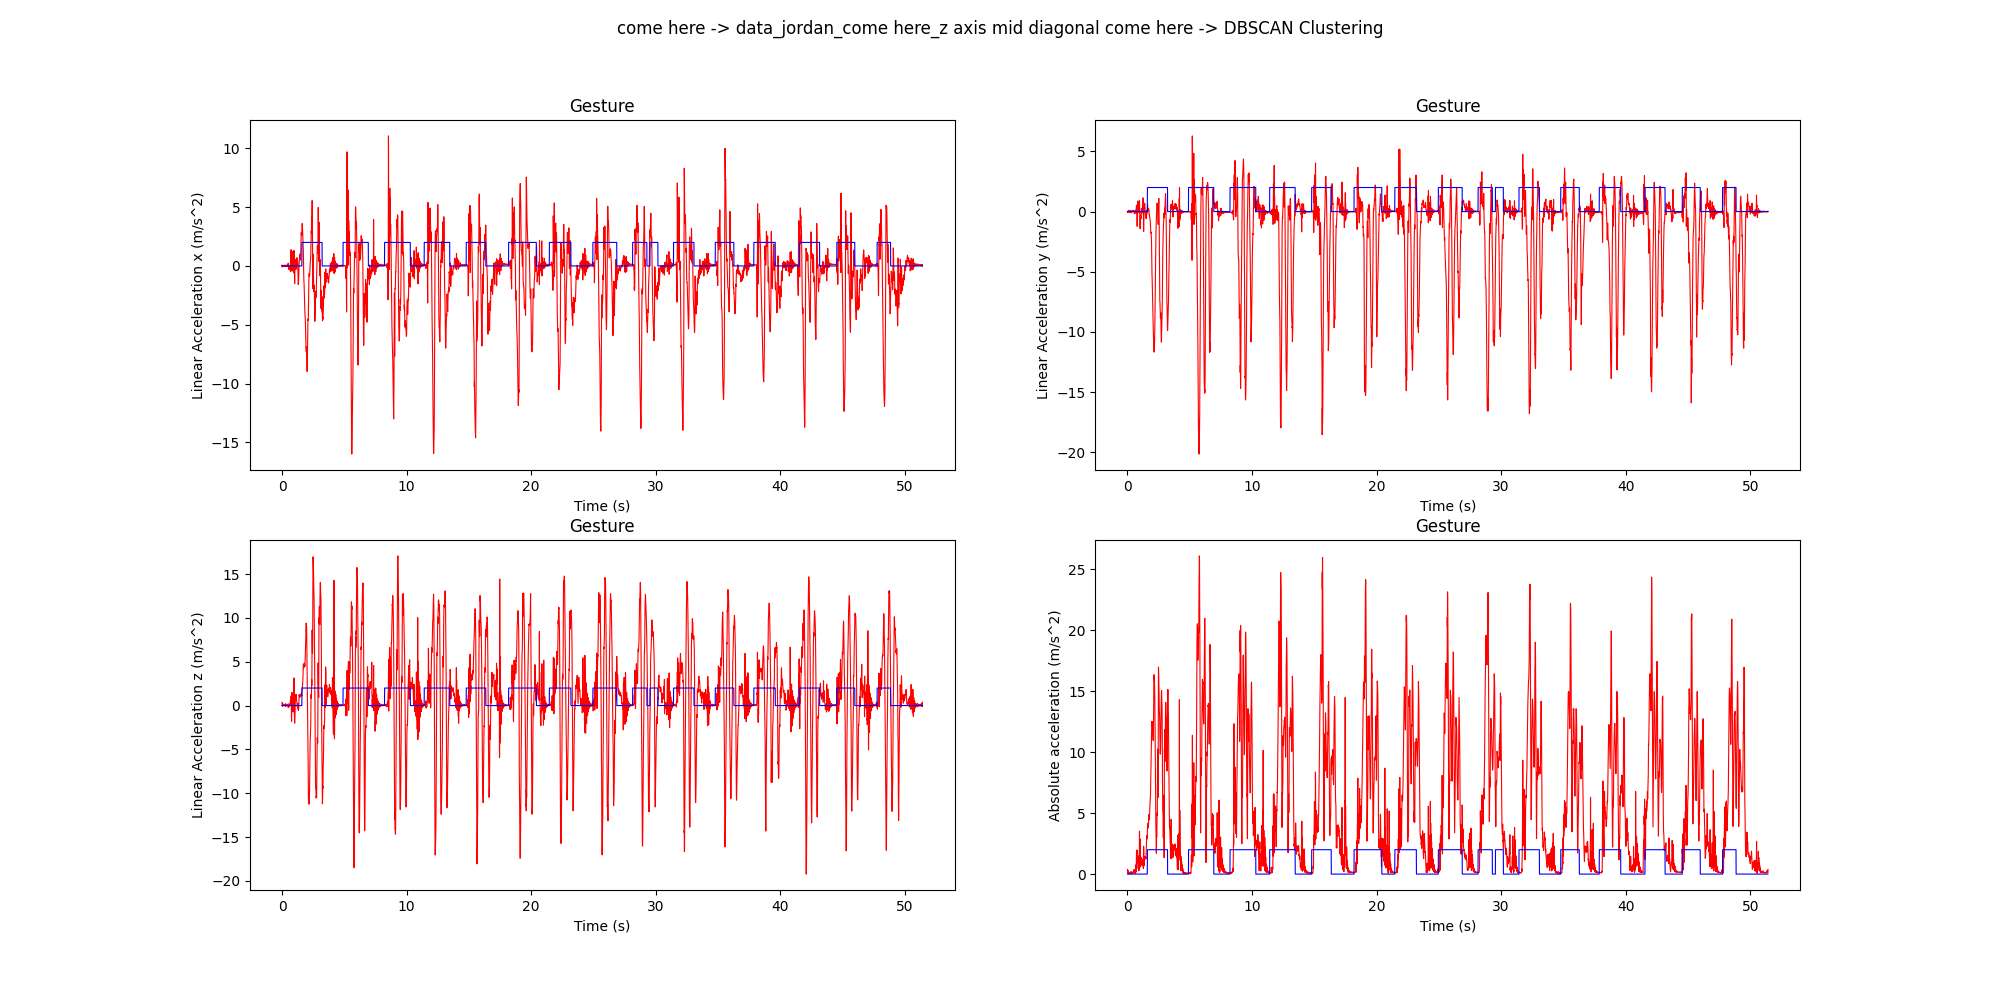 come here -> data_jordan_come here_z axis mid diagonal come here -> DBSCAN Clustering
Gesture
Linear Acceleration x (m/s^2)
10
5
0
−5
−10
−15
0 10 20 30 40 50
Time (s)
Gesture
Linear Acceleration y (m/s^2)
5
0
−5
−10
−15
−20
0 10 20 30 40 50
Time (s)
Gesture
Linear Acceleration z (m/s^2)
15
10
5
0
−5
−10
−15
−20
0 10 20 30 40 50
Time (s)
Gesture
Absolute acceleration (m/s^2)
25
20
15
10
5
0
0 10 20 30 40 50
Time (s)